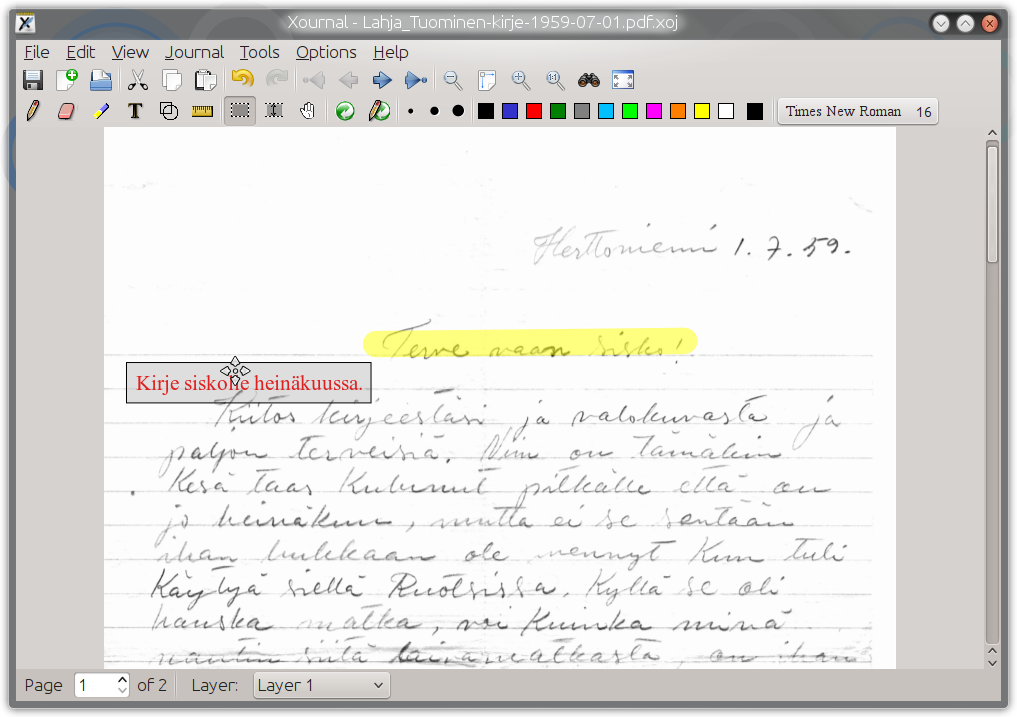 Xournal - Lahja_Tuominen-kirje-1959-07-01.pdf.xoj
File Edit View Journal Tools Options Help
Times New Roman 16
Herttoniemi 1.7.59.
Terve vaan sisko!
Kirje siskolle heinäkuussa.
Kiitos kirjeestäsi ja valokuvasta ja
paljon terveisiä. Niin on tämäkin
Kesä taas Kulunut pitkälle että on
jo heinäkuu, mutta ei se sentään
ihan hukkaan ole mennyt Kun tuli
Käytyä siellä Ruotsissa. Kyllä se oli
hauska matka, voi Kuinka minä
nautin siitä laivamatkasta, on ihan
Page 1 of 2 Layer: Layer 1